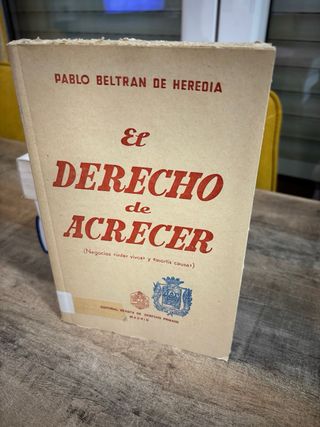 PABLO BELTRAN DE HEREDIA
El
DERECHO
de
ACRECER
(Negocios «inter vivos» y «mortis causa»)
EDITORIAL REVISTA DE DERECHO PRIVADO
MADRID